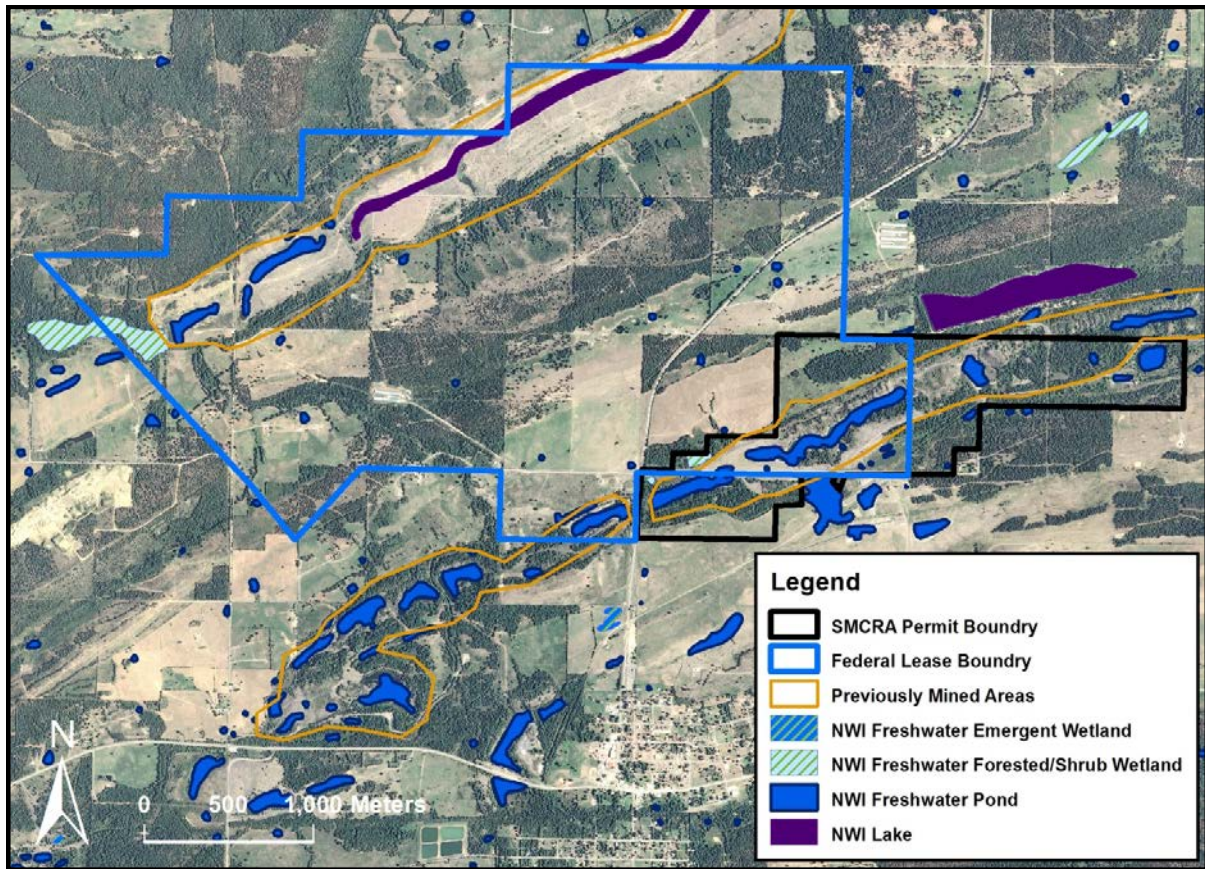 Legend
SMCRA Permit Boundry
Federal Lease Boundry
Previously Mined Areas
NWI Freshwater Emergent Wetland
NWI Freshwater Forested/Shrub Wetland
NWI Freshwater Pond
NWI Lake
N
0 500 1,000 Meters